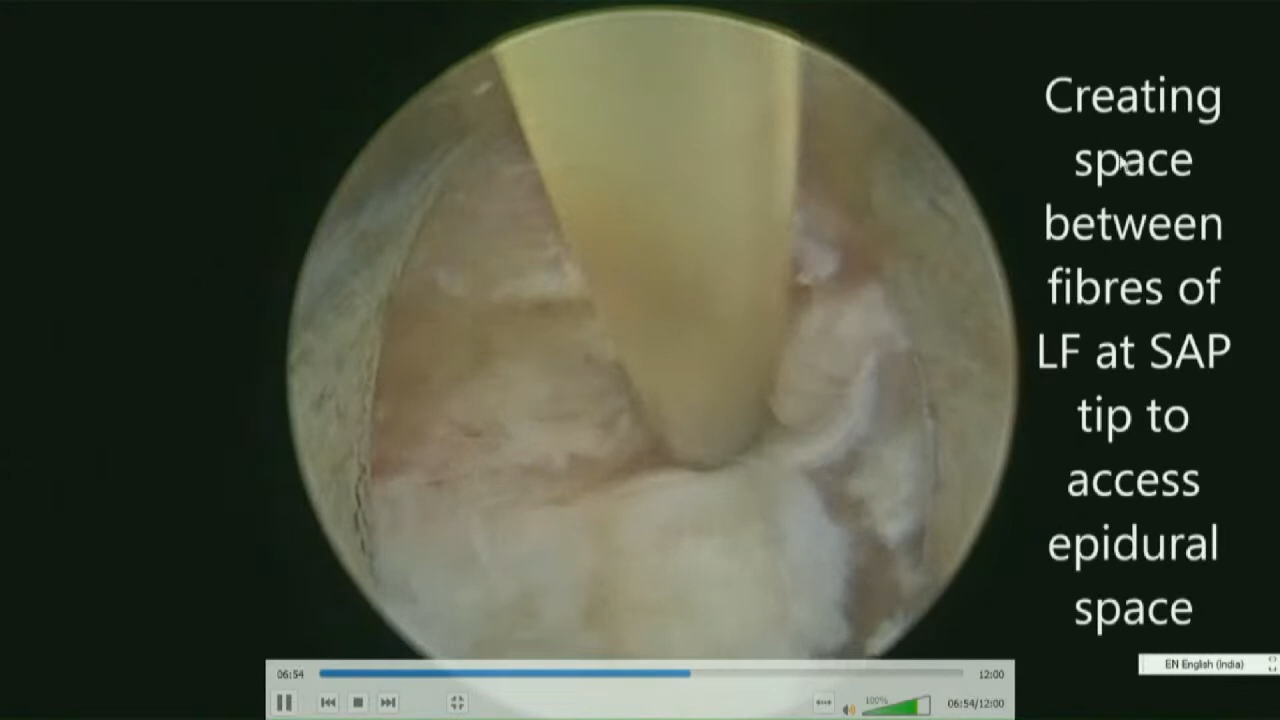 Creating
space
between
fibres of
LF at SAP
tip to
access
epidural
space
EN English (India)
06:54
12:00
100%
06:54/12:00